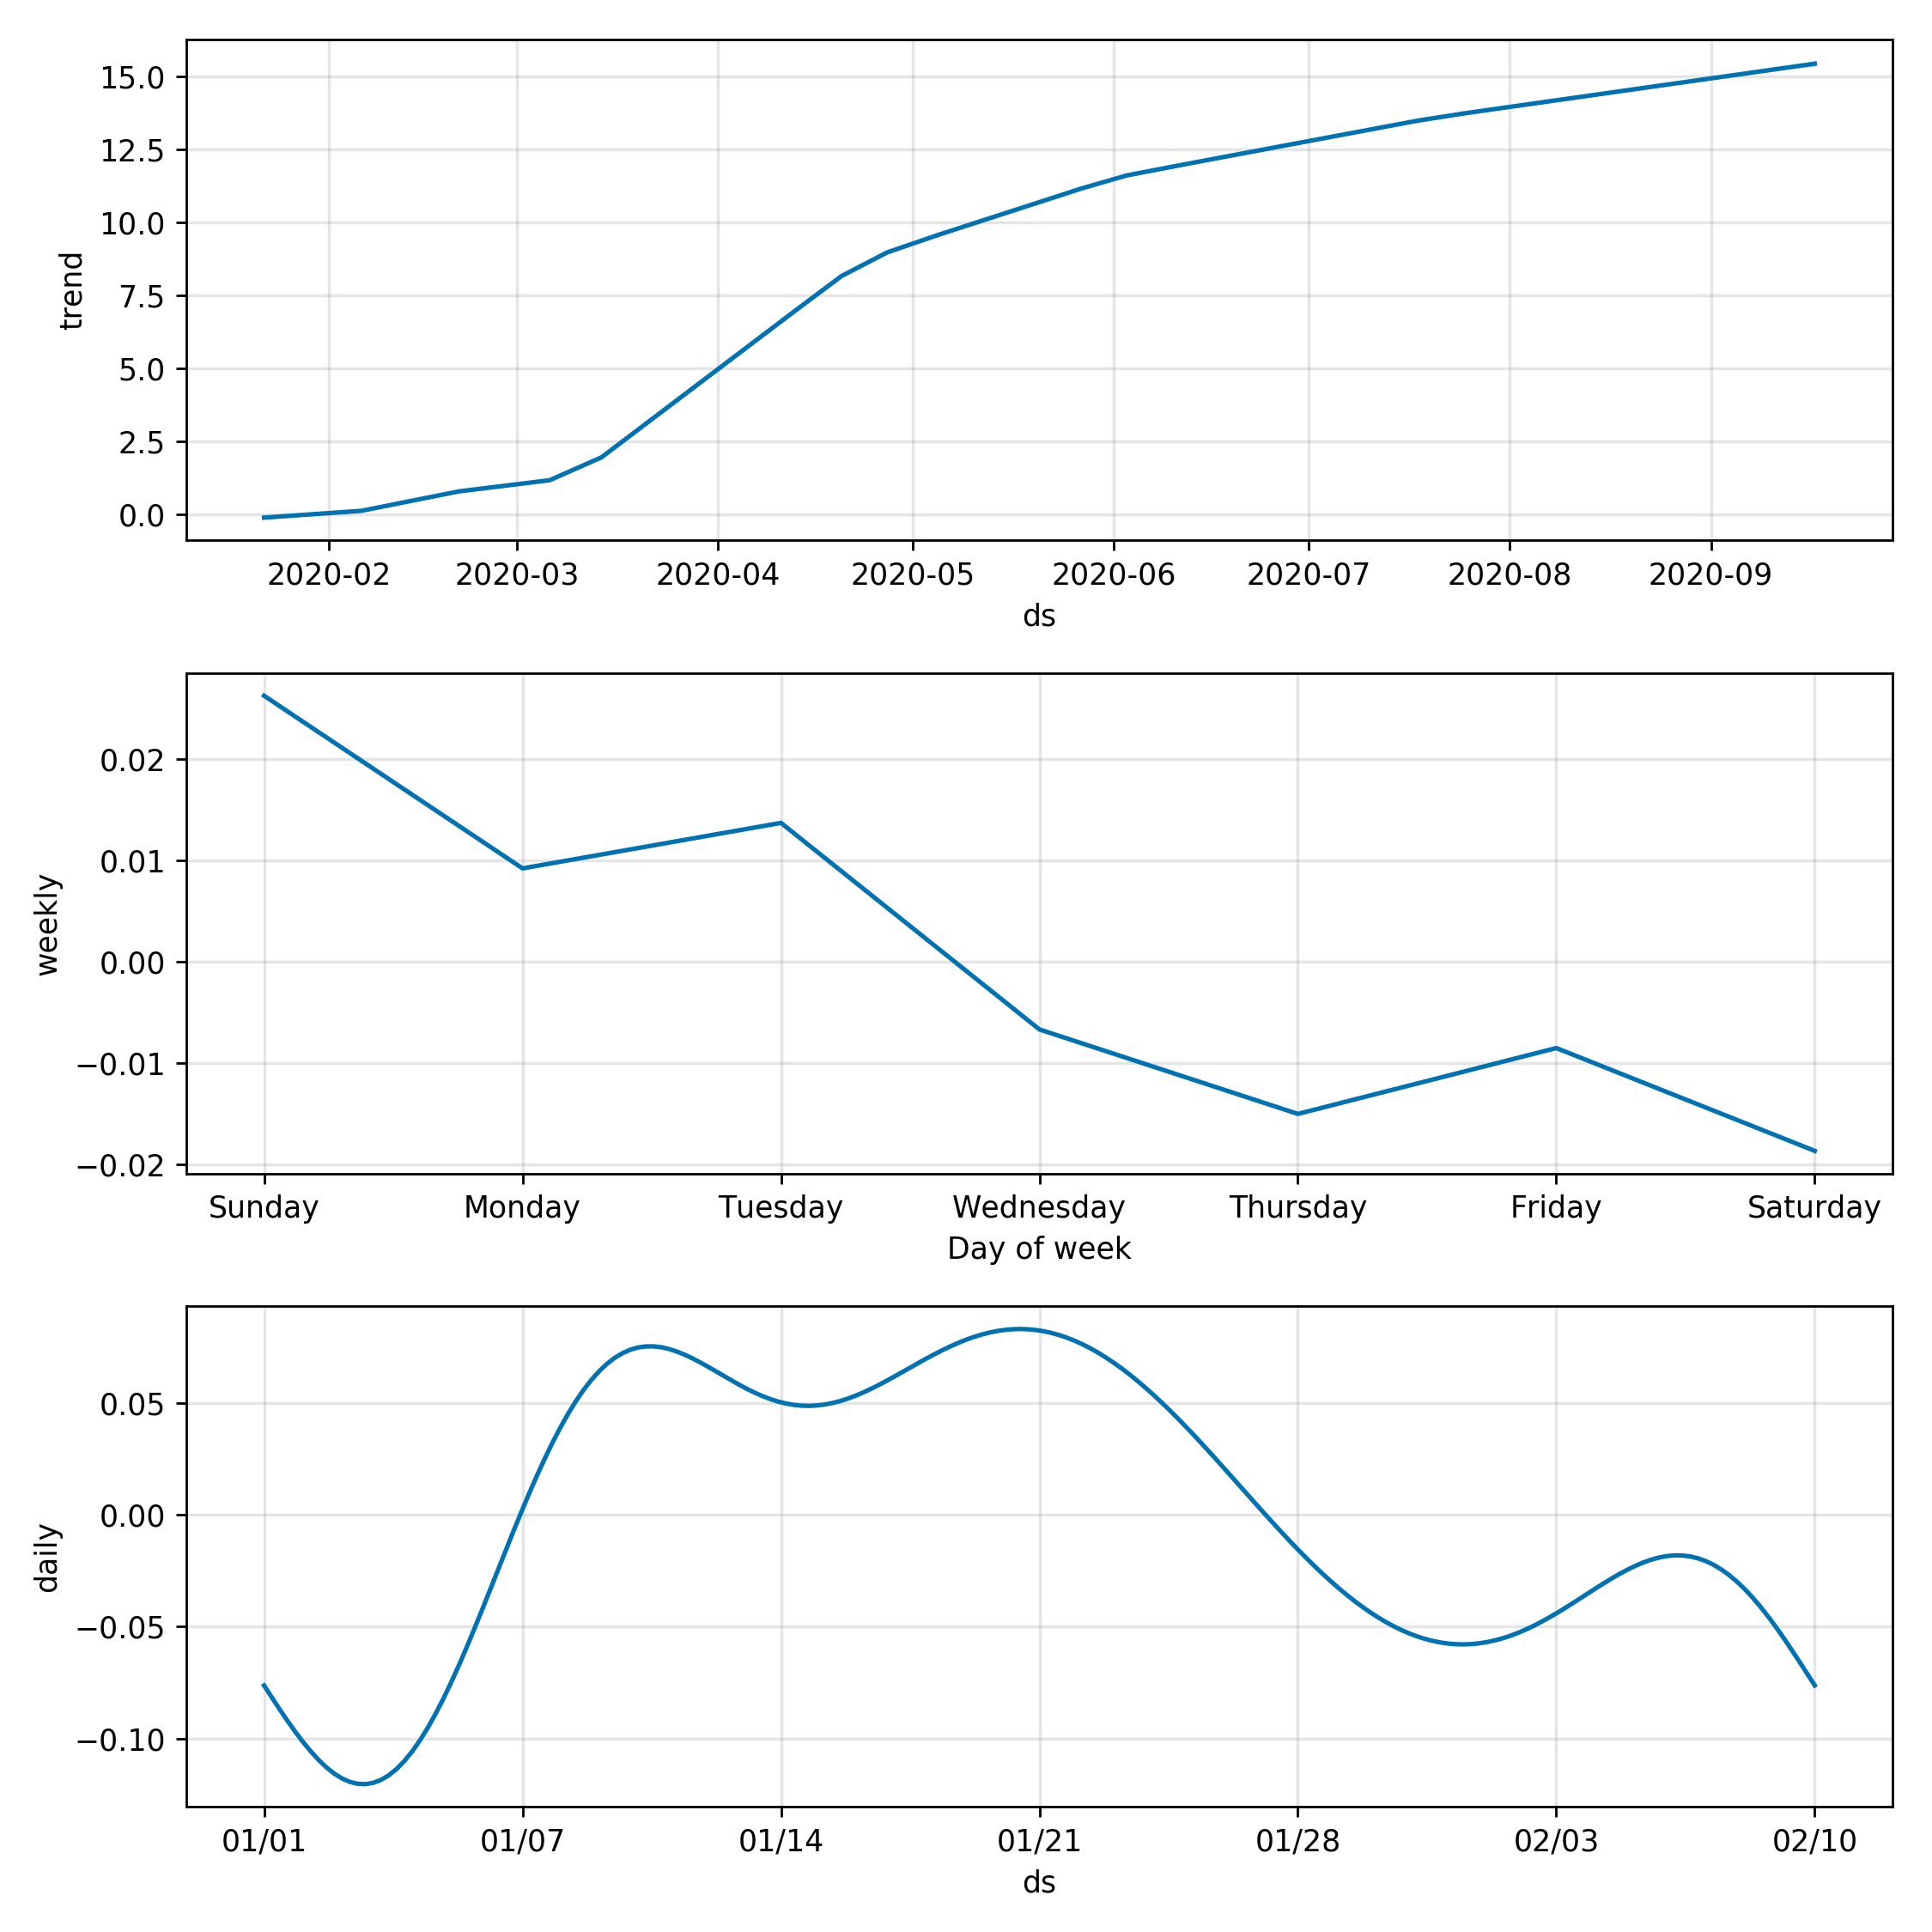 15.0
12.5
10.0
7.5
5.0
2.5
0.0
trend
2020-02 2020-03 2020-04 2020-05 2020-06 2020-07 2020-08 2020-09
ds
0.02
0.01
0.00
−0.01
−0.02
weekly
Sunday Monday Tuesday Wednesday Thursday Friday Saturday
Day of week
0.05
0.00
−0.05
−0.10
daily
01/01 01/07 01/14 01/21 01/28 02/03 02/10
ds